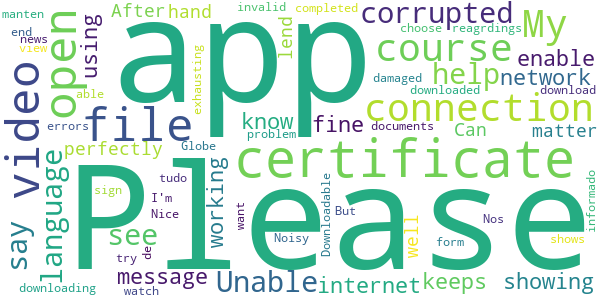 manten
After
hand
invalid
completed
corrupted
My
end
news
view
open
using
app
lend
exhausting
choose
reagrdings
course
enable
able
help
network
damaged
downloaded
download
video
file
know
fine
documents
connection
errors
problem
Can
matter
perfectly
Globe
certificate
say
language
working
Please
sign
tudo
I'm
Nice
Downloadable
want
But
Nos
well
informado
see
Noisy
form
shows
de
try
message
watch
downloading
Unable
internet
keeps
showing